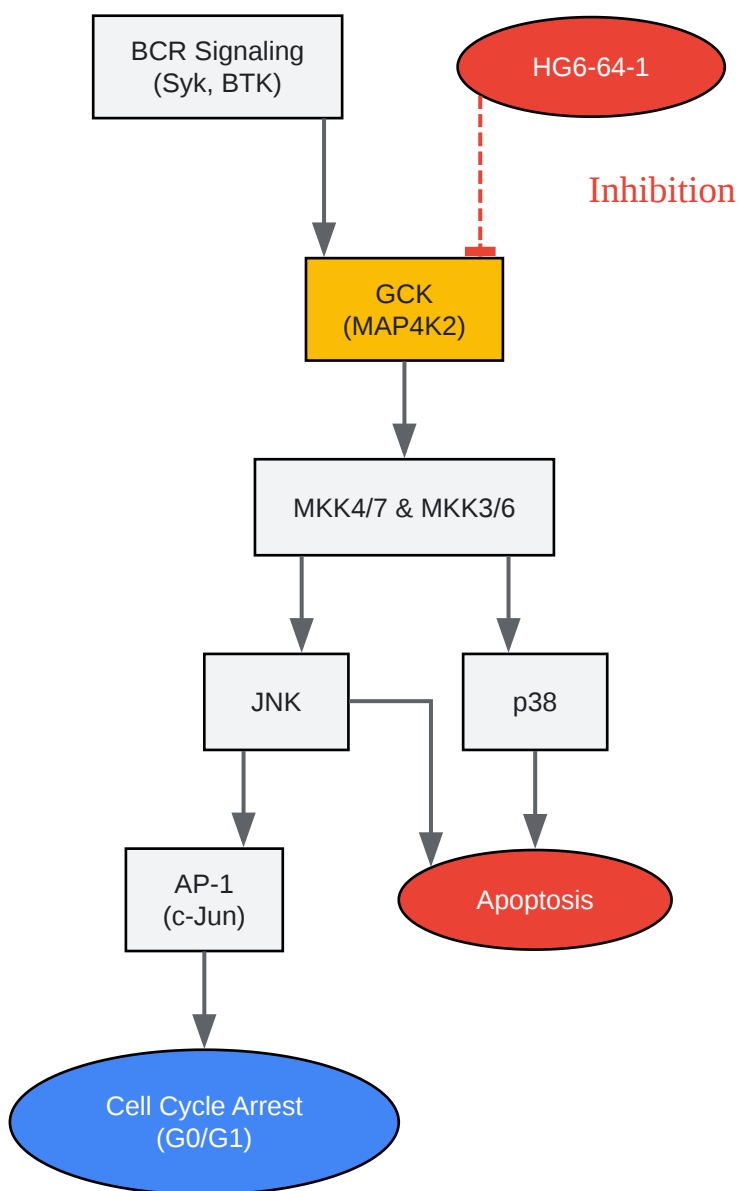 BCR Signaling
(Syk, BTK)
HG6-64-1
Inhibition
GCK
(MAP4K2)
MKK4/7 & MKK3/6
JNK
p38
AP-1
(c-Jun)
Apoptosis
Cell Cycle Arrest
(G0/G1)